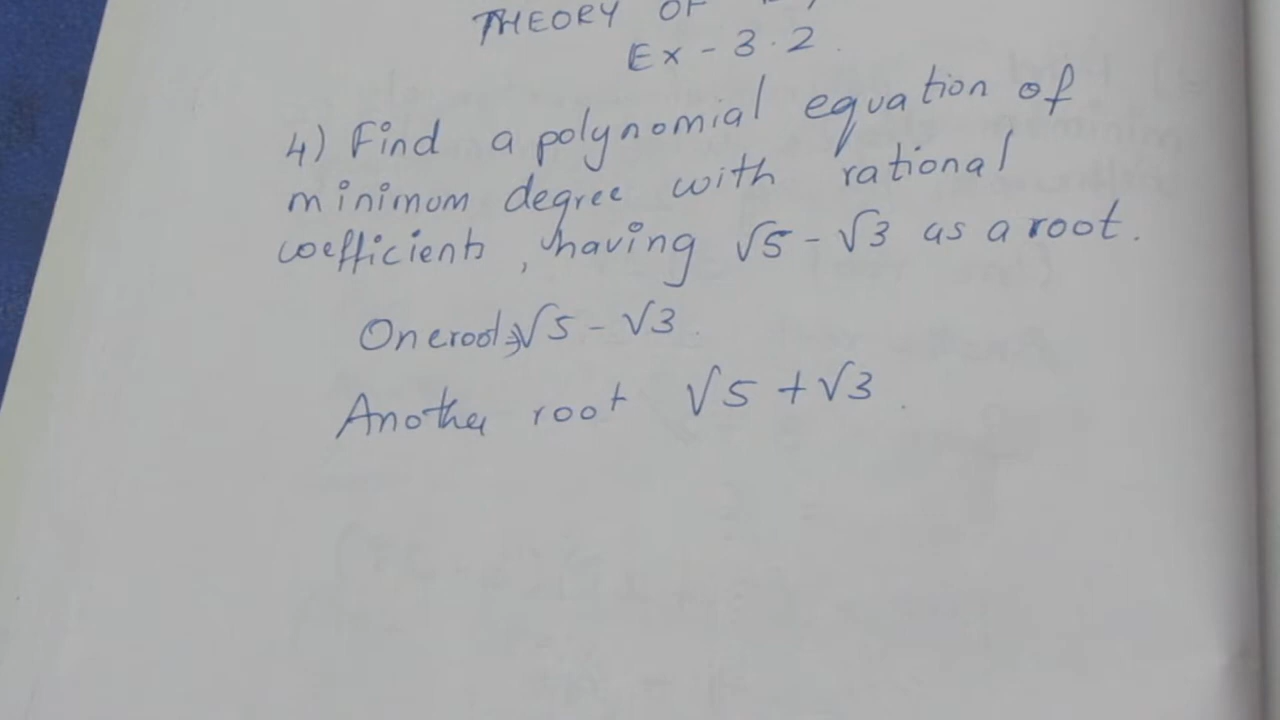 THEORY OF
Ex - 3.2.
4) Find a polynomial equation of
minimum degree with rational
coefficients, having √5 - √3 as a root.
One root √5 - √3.
Another root √5 + √3.